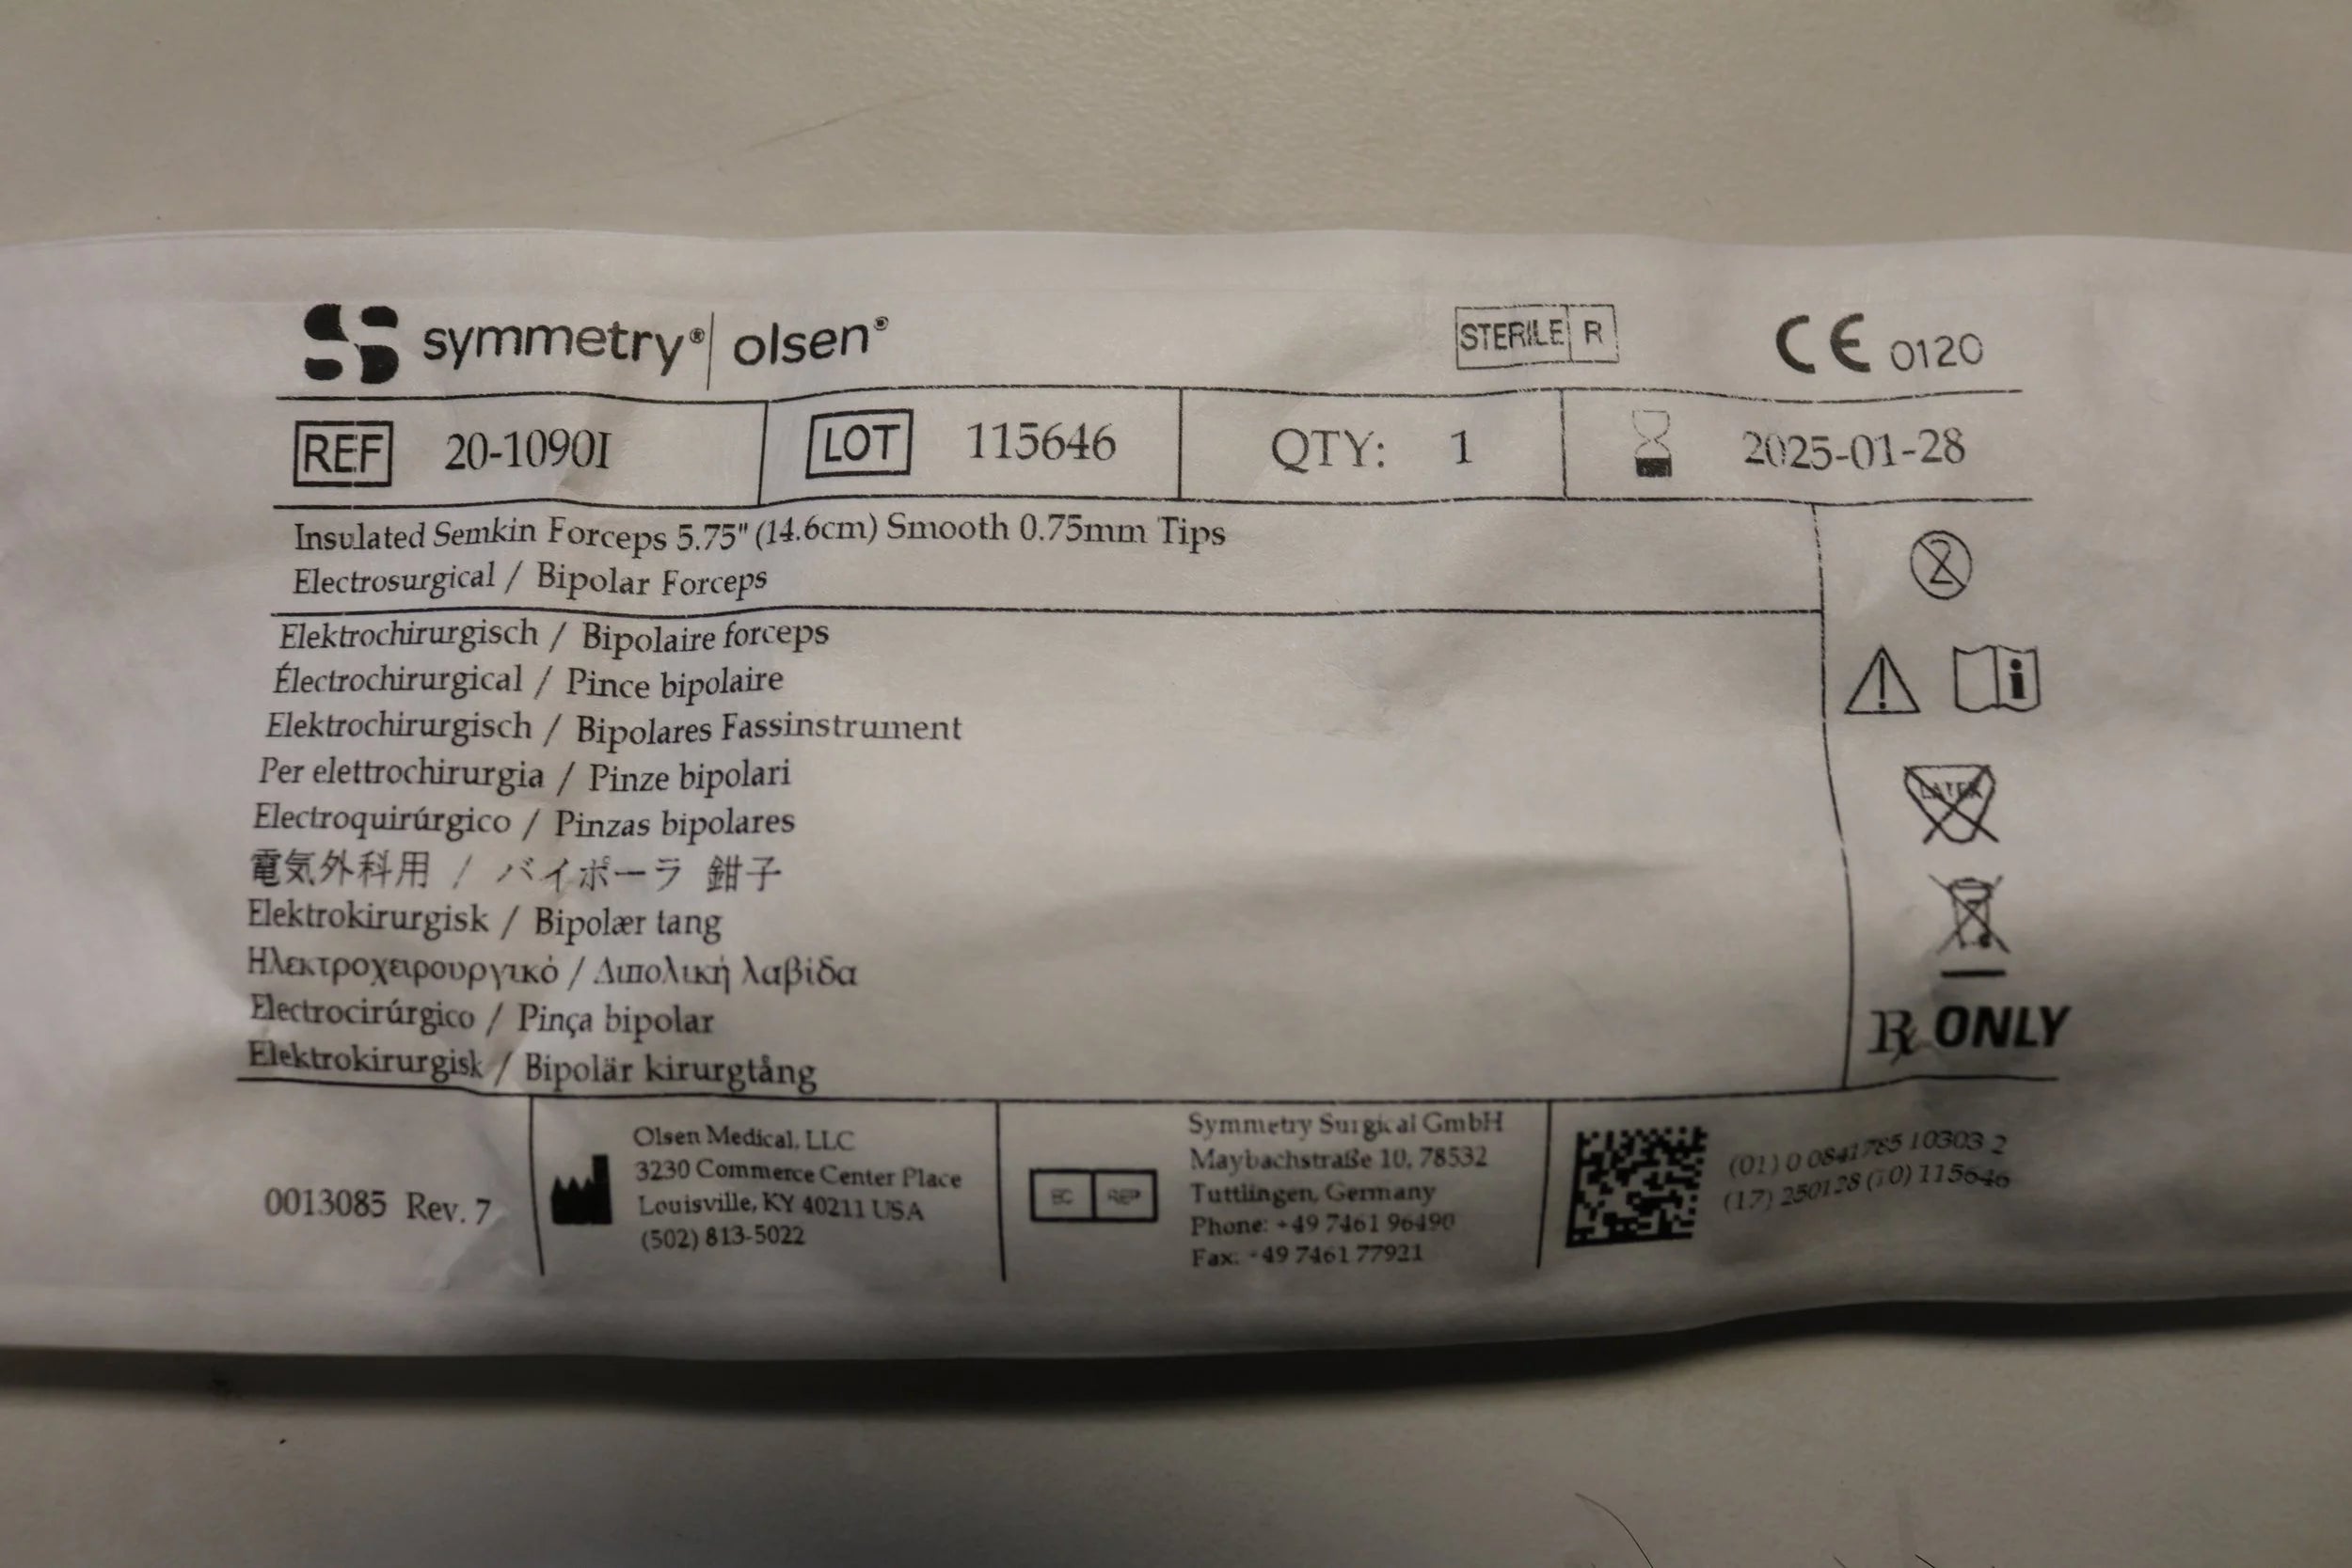 symmetry® | olsen®
STERILE R
CE 0120
REF 20-1090I
LOT 115646
QTY: 1
2025-01-28
Insulated Semkin Forceps 5.75" (14.6cm) Smooth 0.75mm Tips
Electrosurgical / Bipolar Forceps
2
Elektrochirurgisch / Bipolaire forceps
Électrochirurgical / Pince bipolaire
Elektrochirurgisch / Bipolares Fassinstrument
Per elettrochirurgia / Pinze bipolari
Electroquirúrgico / Pinzas bipolares
電気外科用 / バイポーラ 鉗子
Elektrokirurgisk / Bipolær tang
Ηλεκτροχειρουργικό / Διπολική λαβίδα
Electrocirúrgico / Pinça bipolar
Elektrokirurgisk / Bipolär kirurgtång
LATEX
Rx ONLY
0013085 Rev. 7
Olsen Medical, LLC
3230 Commerce Center Place
Louisville, KY 40211 USA
(502) 813-5022
EC REP
Symmetry Surgical GmbH
Maybachstraße 10, 78532
Tuttlingen, Germany
Phone: +49 7461 96490
Fax: +49 7461 77921
(01) 0 0841785 10303 2
(17) 250128 (10) 115646